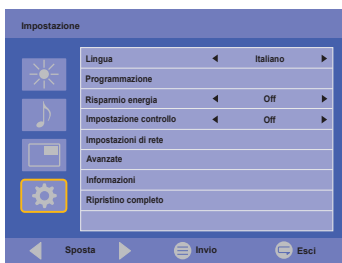 Impostazione
Lingua Italiano
Programmazione
Risparmio energia Off
Impostazione controllo Off
Impostazioni di rete
Avanzate
Informazioni
Ripristino completo
Sposta Invio Esci